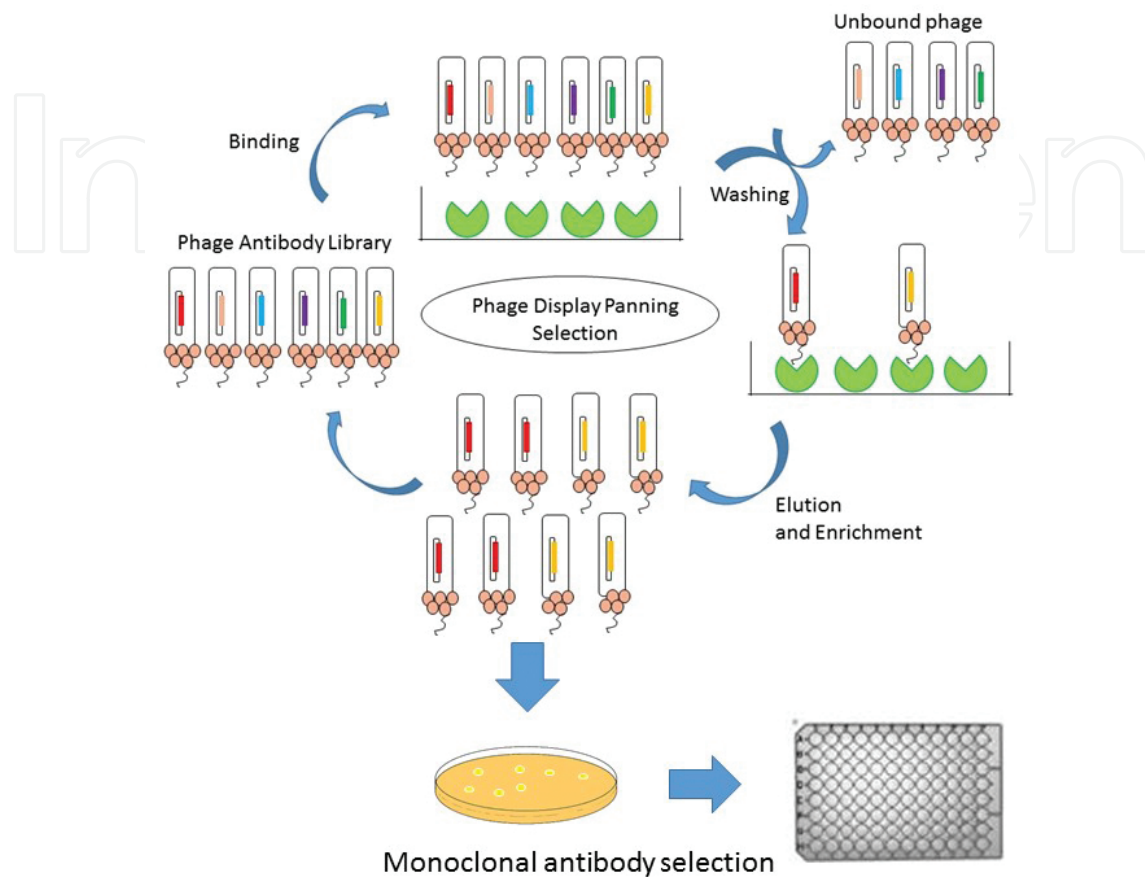 Unbound phage
Binding
Washing
Phage Antibody Library
Phage Display Panning
Selection
Elution
and Enrichment
Monoclonal antibody selection